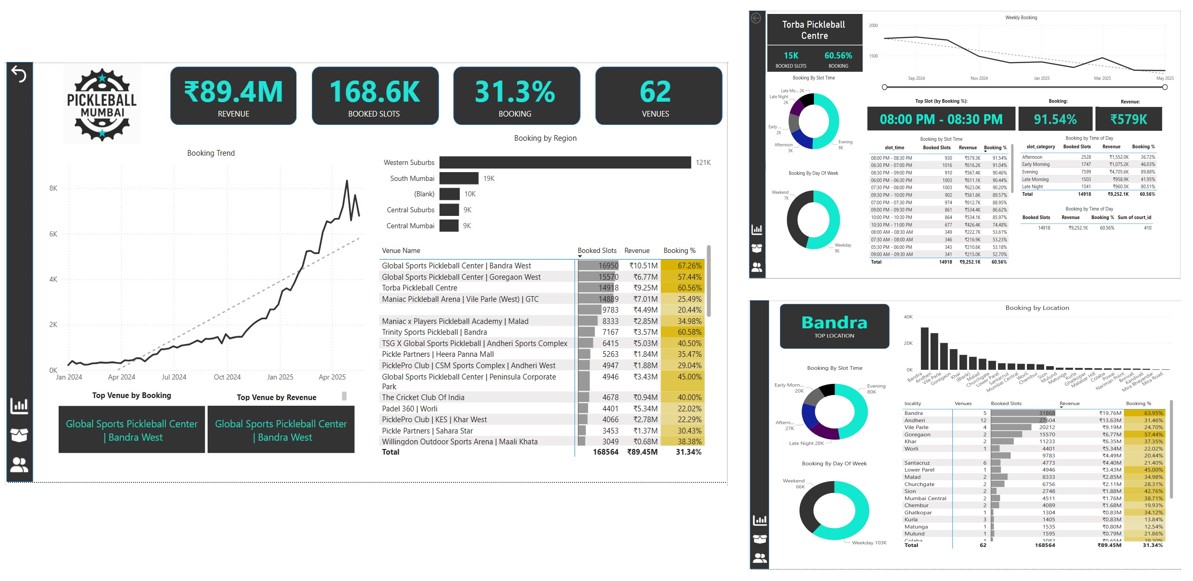 PICKLEBALL
MUMBAI
₹89.4M
REVENUE
168.6K
BOOKED SLOTS
31.3%
BOOKING
62
VENUES
Booking Trend
8K
6K
4K
2K
0K
Jan 2024 Apr 2024 Jul 2024 Oct 2024 Jan 2025 Apr 2025
Top Venue by Booking
Global Sports Pickleball Center | Bandra West
Top Venue by Revenue
Global Sports Pickleball Center | Bandra West
Booking by Region
Western Suburbs 121K
South Mumbai 19K
(Blank) 10K
Central Suburbs 9K
Central Mumbai 9K
Venue Name Booked Slots Revenue Booking %
Global Sports Pickleball Center | Bandra West 16950 ₹10.51M 67.26%
Global Sports Pickleball Center | Goregaon West 15570 ₹6.77M 57.44%
Torba Pickleball Centre 14918 ₹9.25M 60.56%
Maniac Pickleball Arena | Vile Parle (West) | GTC 14889 ₹7.01M 25.49%
9783 ₹4.49M 20.44%
Maniac x Players Pickleball Academy | Malad 8333 ₹2.85M 34.98%
Trinity Sports Pickleball | Bandra 7167 ₹3.57M 60.58%
TSG X Global Sports Pickleball | Andheri Sports Complex 6415 ₹5.03M 40.50%
Pickle Partners | Heera Panna Mall 5263 ₹1.84M 35.47%
PicklePro Club | CSM Sports Complex | Andheri West 4947 ₹1.88M 29.04%
Global Sports Pickleball Center | Peninsula Corporate Park 4946 ₹3.43M 45.00%
The Cricket Club Of India 4678 ₹0.94M 40.00%
Padel 360 | Worli 4401 ₹5.34M 22.02%
PicklePro Club | KES | Khar West 4066 ₹2.78M 22.29%
Pickle Partners | Sahara Star 3453 ₹1.37M 30.43%
Willingdon Outdoor Sports Arena | Maali Khata 3049 ₹0.68M 38.38%
Total 168564 ₹89.45M 31.34%
Torba Pickleball
Centre
15K
BOOKED SLOTS
60.56%
BOOKING
Weekly Booking
2000
1500
Sep 2024 Nov 2024 Jan 2025 Mar 2025 May 2025
Booking By Slot Time
Late Mo... 2K
Late Night 2K
Early ... 2K
Afternoon 3K
Evening 8K
Booking By Day Of Week
Weekend 7K
Weekday
Top Slot (by Booking %):
08:00 PM - 08:30 PM
Booking:
91.54%
Revenue:
₹579K
Booking by Slot Time
slot_time Booked Slots Revenue Booking %
08:00 PM - 08:30 PM 930 ₹579.3K 91.54%
06:30 PM - 07:00 PM 1016 ₹616.2K 91.04%
08:30 PM - 09:00 PM 910 ₹567.4K 90.46%
07:00 PM - 07:30 PM 1002 ₹611.1K 90.44%
07:30 PM - 08:00 PM 1003 ₹623.0K 90.20%
09:00 PM - 09:30 PM 902 ₹561.8K 89.57%
06:00 PM - 06:30 PM 974 ₹612.7K 88.95%
09:30 PM - 10:00 PM 861 ₹534.4K 86.62%
10:00 PM - 10:30 PM 864 ₹534.1K 85.97%
10:30 PM - 11:00 PM 677 ₹426.4K 74.48%
08:00 AM - 08:30 AM 349 ₹222.7K 53.61%
07:30 AM - 08:00 AM 346 ₹216.9K 53.23%
05:30 PM - 06:00 PM 343 ₹210.6K 53.18%
09:00 AM - 09:30 AM 341 ₹213.0K 52.70%
Total 14918 ₹9,252.1K 60.56%
Booking by Time of Day
slot_category Booked Slots Revenue Booking %
Afternoon 2528 ₹1,552.0K 36.72%
Early Morning 1747 ₹1,075.2K 46.03%
Evening 7599 ₹4,705.6K 89.88%
Late Morning 1503 ₹958.9K 41.95%
Late Night 1541 ₹960.5K 80.51%
Total 14918 ₹9,252.1K 60.56%
Booking by Time of Day
Booked Slots Revenue Booking % Sum of court_id
14918 ₹9,252.1K 60.56% 410
Bandra
TOP LOCATION
Booking by Location
40K
20K
0K
Booking By Slot Time
Early Morn... 20K
Evening 80K
Aftern... 27K
Late Night 20K
Booking By Day Of Week
Weekend 66K
Weekday 103K
locality Venues Booked Slots Revenue Booking %
Bandra 5 ₹19.76M 63.95%
Andheri 12 ₹13.63M 31.46%
Vile Parle 4 20212 ₹9.19M 24.70%
Goregaon 2 15570 ₹6.77M 57.44%
Khar 2 11233 ₹6.35M 37.35%
Worli 1 4401 ₹5.34M 22.02%
9783 ₹4.49M 20.44%
Santacruz 6 4773 ₹4.40M 21.40%
Lower Parel 1 4946 ₹3.43M 45.00%
Malad 2 8333 ₹2.85M 34.98%
Churchgate 2 6756 ₹2.11M 28.31%
Sion 2 2746 ₹1.88M 42.76%
Mumbai Central 2 4511 ₹1.76M 38.71%
Chembur 2 4089 ₹1.68M 19.93%
Ghatkopar 1 1304 ₹0.83M 34.12%
Kurla 3 1405 ₹0.83M 13.84%
Matunga 1 1535 ₹0.80M 12.54%
Mulund 1 1595 ₹0.79M 21.86%
Total 62 168564 ₹89.45M 31.34%